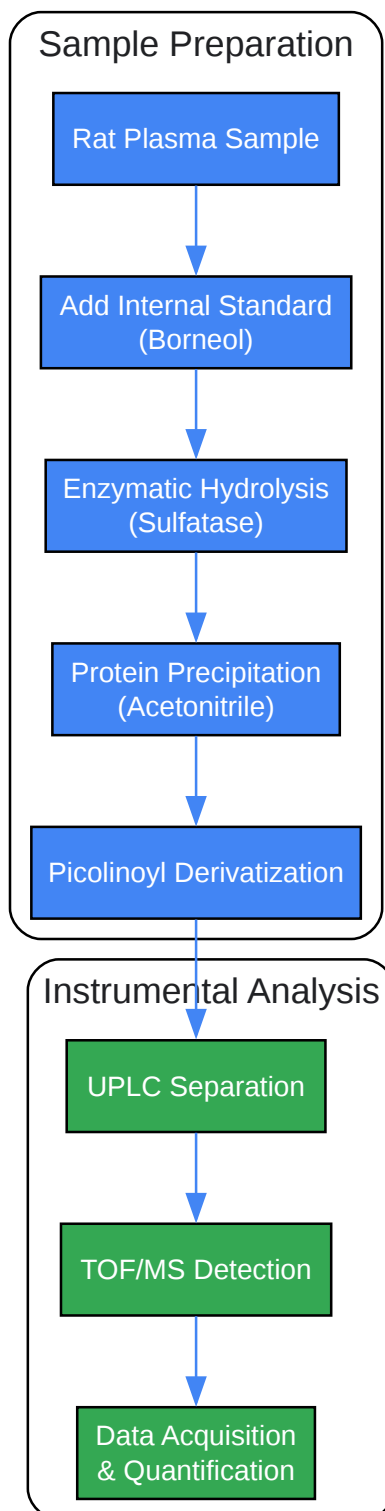 Sample Preparation
Rat Plasma Sample
Add Internal Standard
(Borneol)
Enzymatic Hydrolysis
(Sulfatase)
Protein Precipitation
(Acetonitrile)
Picolinoyl Derivatization
Instrumental Analysis
UPLC Separation
TOF/MS Detection
Data Acquisition
& Quantification